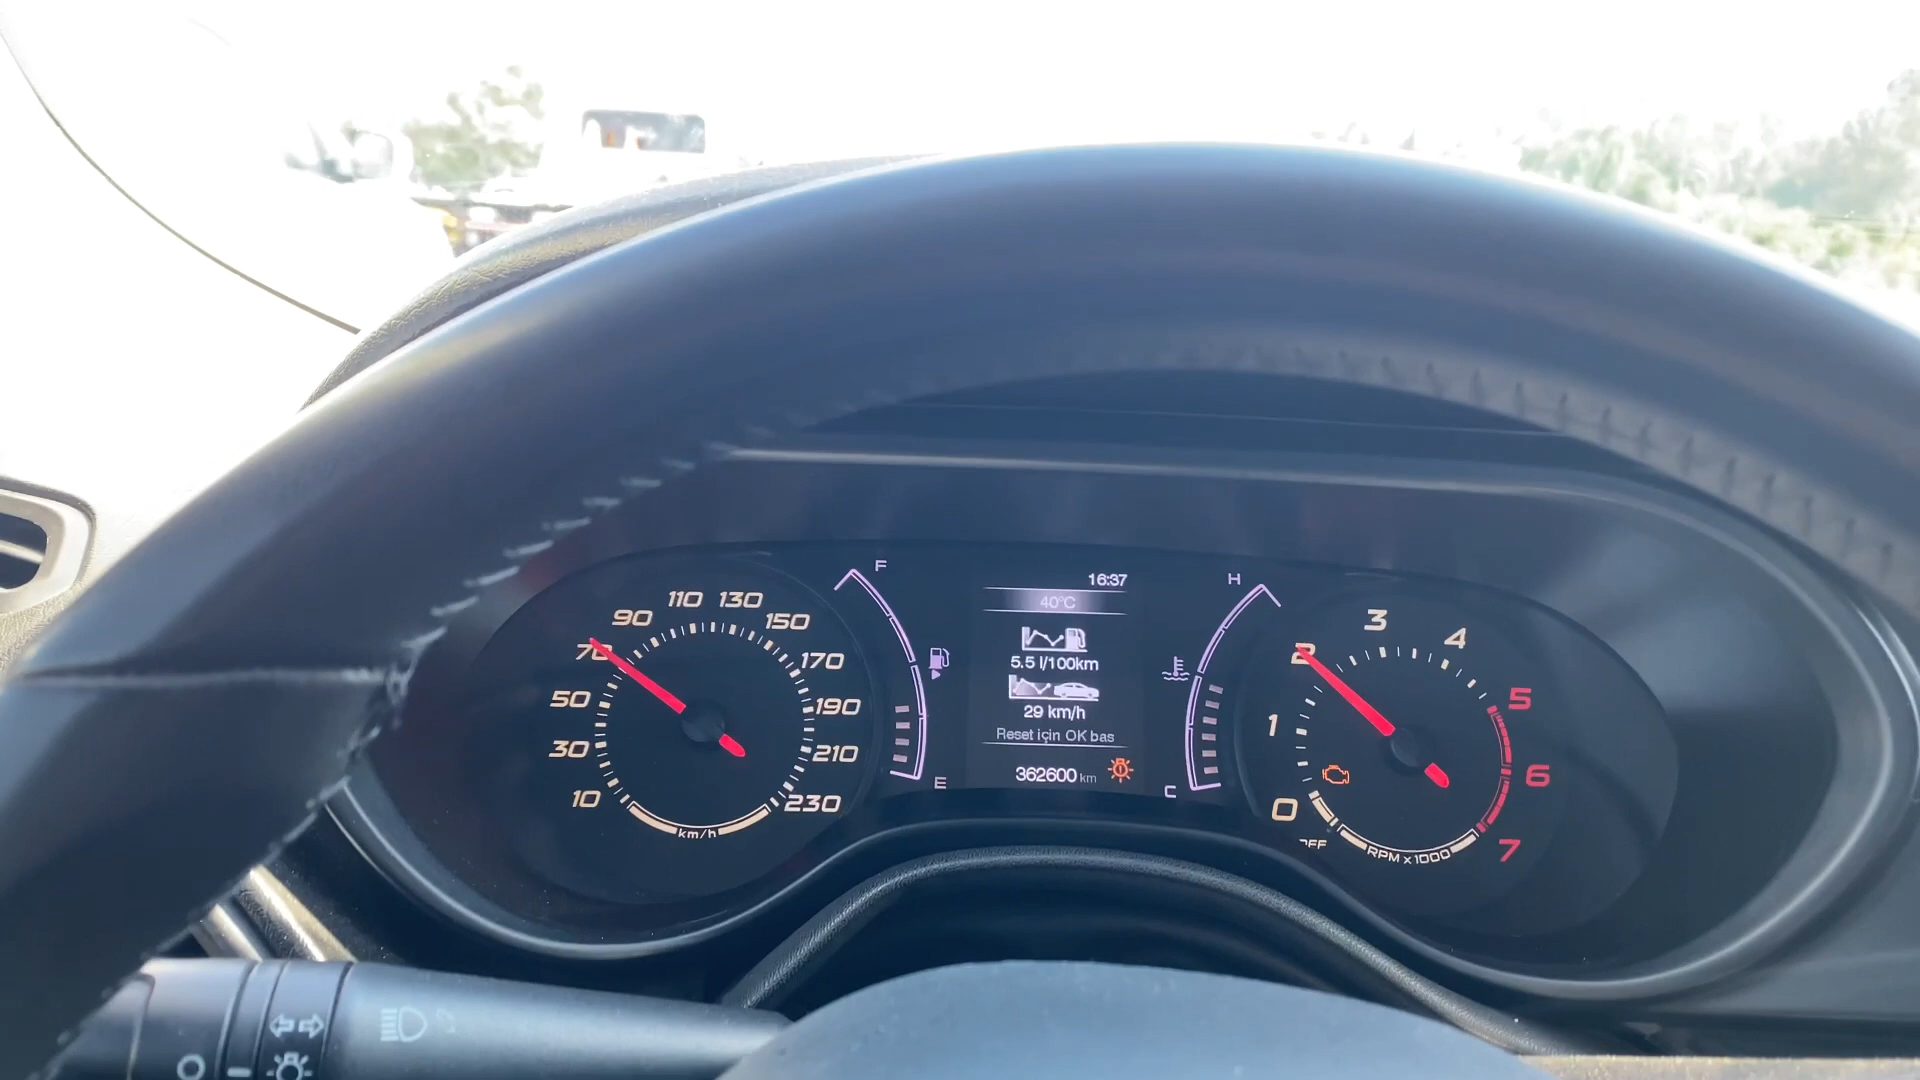 10
30
50
70
90
110
130
150
170
190
210
230
km/h
F
E
16:37
40°C
5.5 l/100km
29 km/h
Reset için OK bas
362600 km
H
C
0
1
2
3
4
5
6
7
RPM x 1000